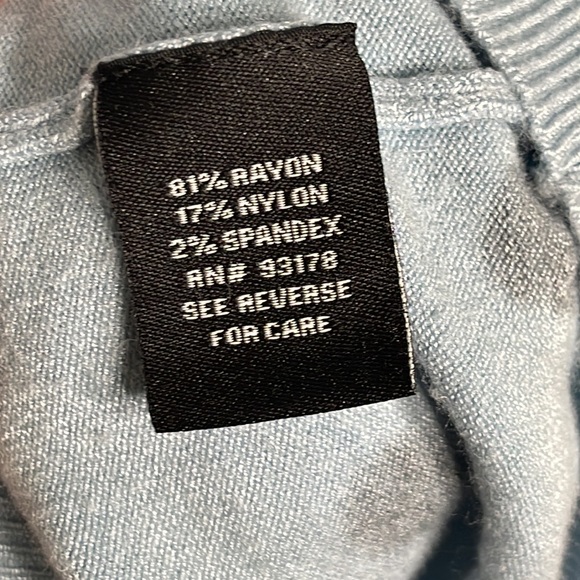 81% RAYON
17% NYLON
2% SPANDEX
RN# 93178
SEE REVERSE
FOR CARE